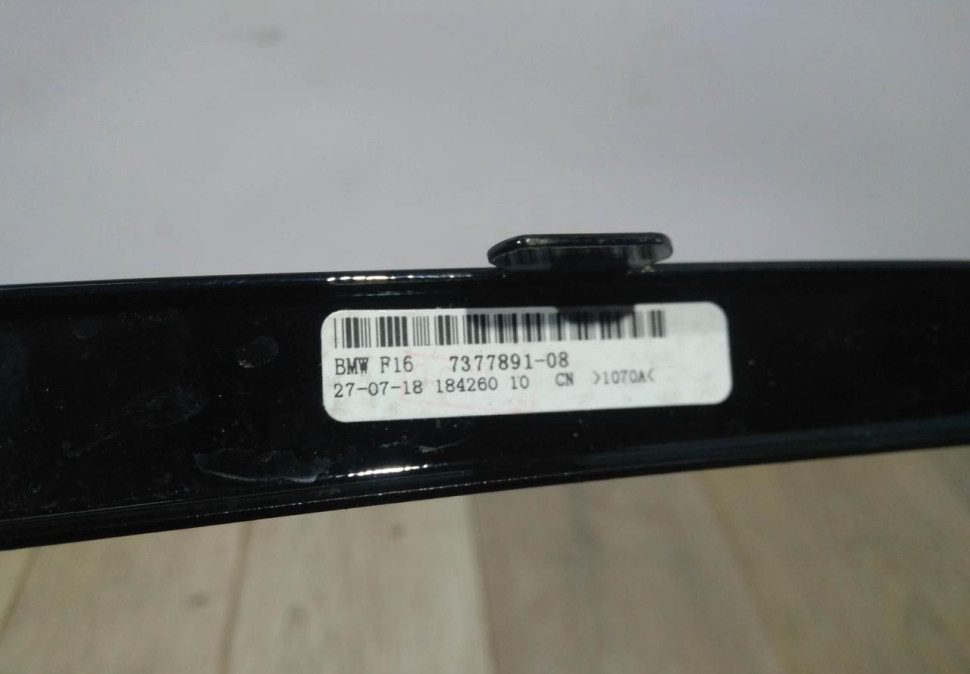 BMW F16 7377891-08
27-07-18 184260 10 CN >1070A<